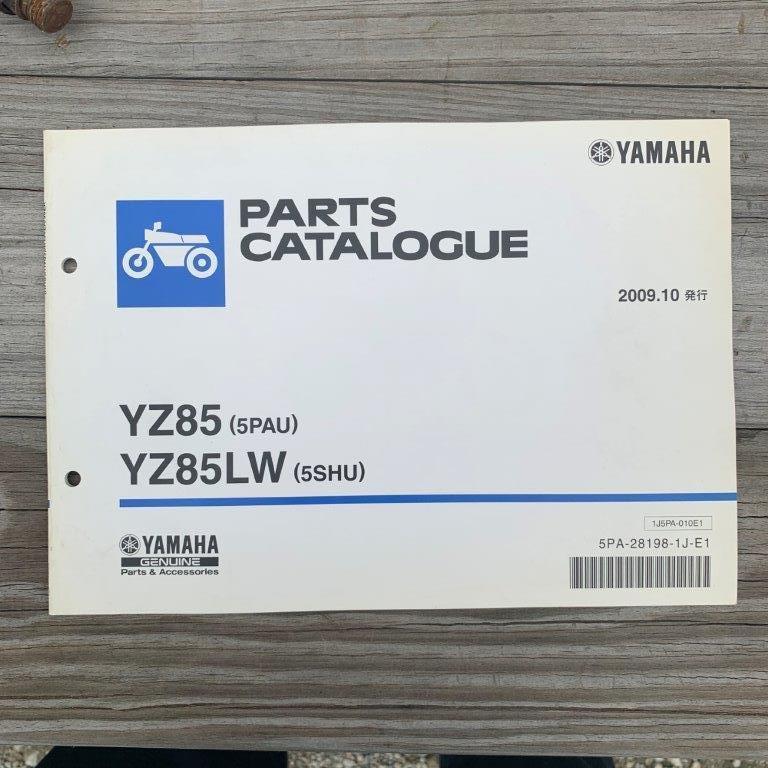 YAMAHA
PARTS
CATALOGUE
2009.10 発行
YZ85 (5PAU)
YZ85LW (5SHU)
1J5PA-010E1
5PA-28198-1J-E1
YAMAHA
GENUINE
Parts & Accessories